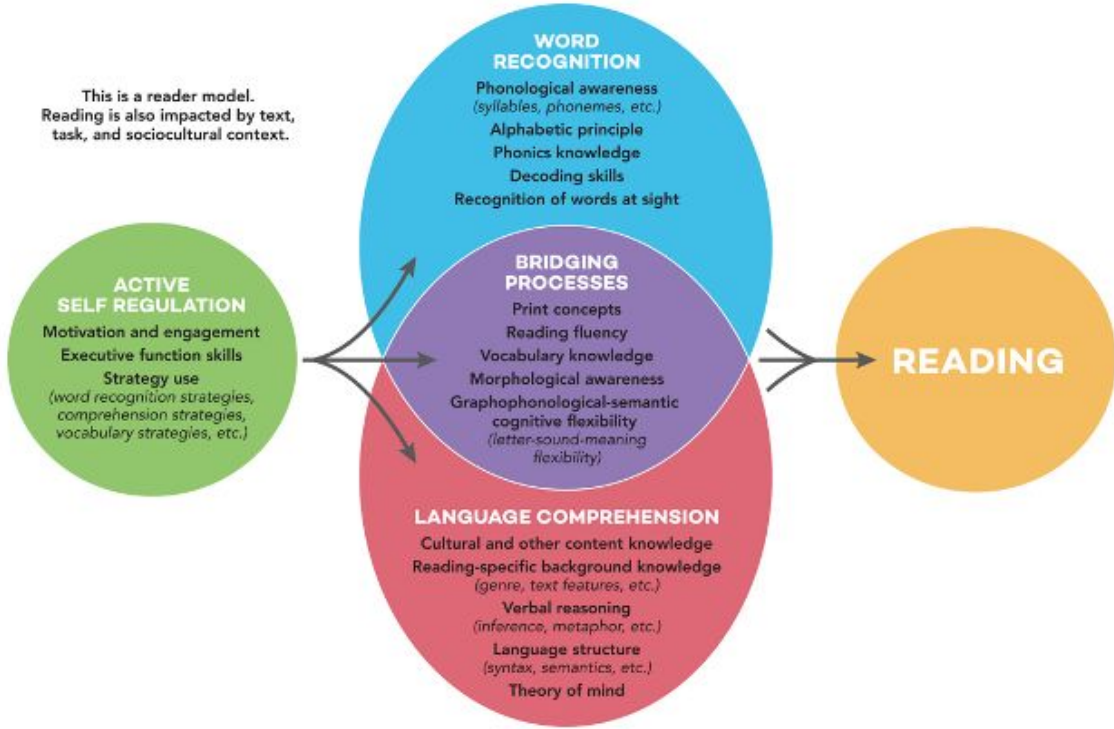 This is a reader model.
Reading is also impacted by text,
task, and sociocultural context.
ACTIVE
SELF REGULATION
Motivation and engagement
Executive function skills
Strategy use
(word recognition strategies,
comprehension strategies,
vocabulary strategies, etc.)
WORD
RECOGNITION
Phonological awareness
(syllables, phonemes, etc.)
Alphabetic principle
Phonics knowledge
Decoding skills
Recognition of words at sight
BRIDGING
PROCESSES
Print concepts
Reading fluency
Vocabulary knowledge
Morphological awareness
Graphophonological-semantic
cognitive flexibility
(letter-sound-meaning
flexibility)
LANGUAGE COMPREHENSION
Cultural and other content knowledge
Reading-specific background knowledge
(genre, text features, etc.)
Verbal reasoning
(inference, metaphor, etc.)
Language structure
(syntax, semantics, etc.)
Theory of mind
READING